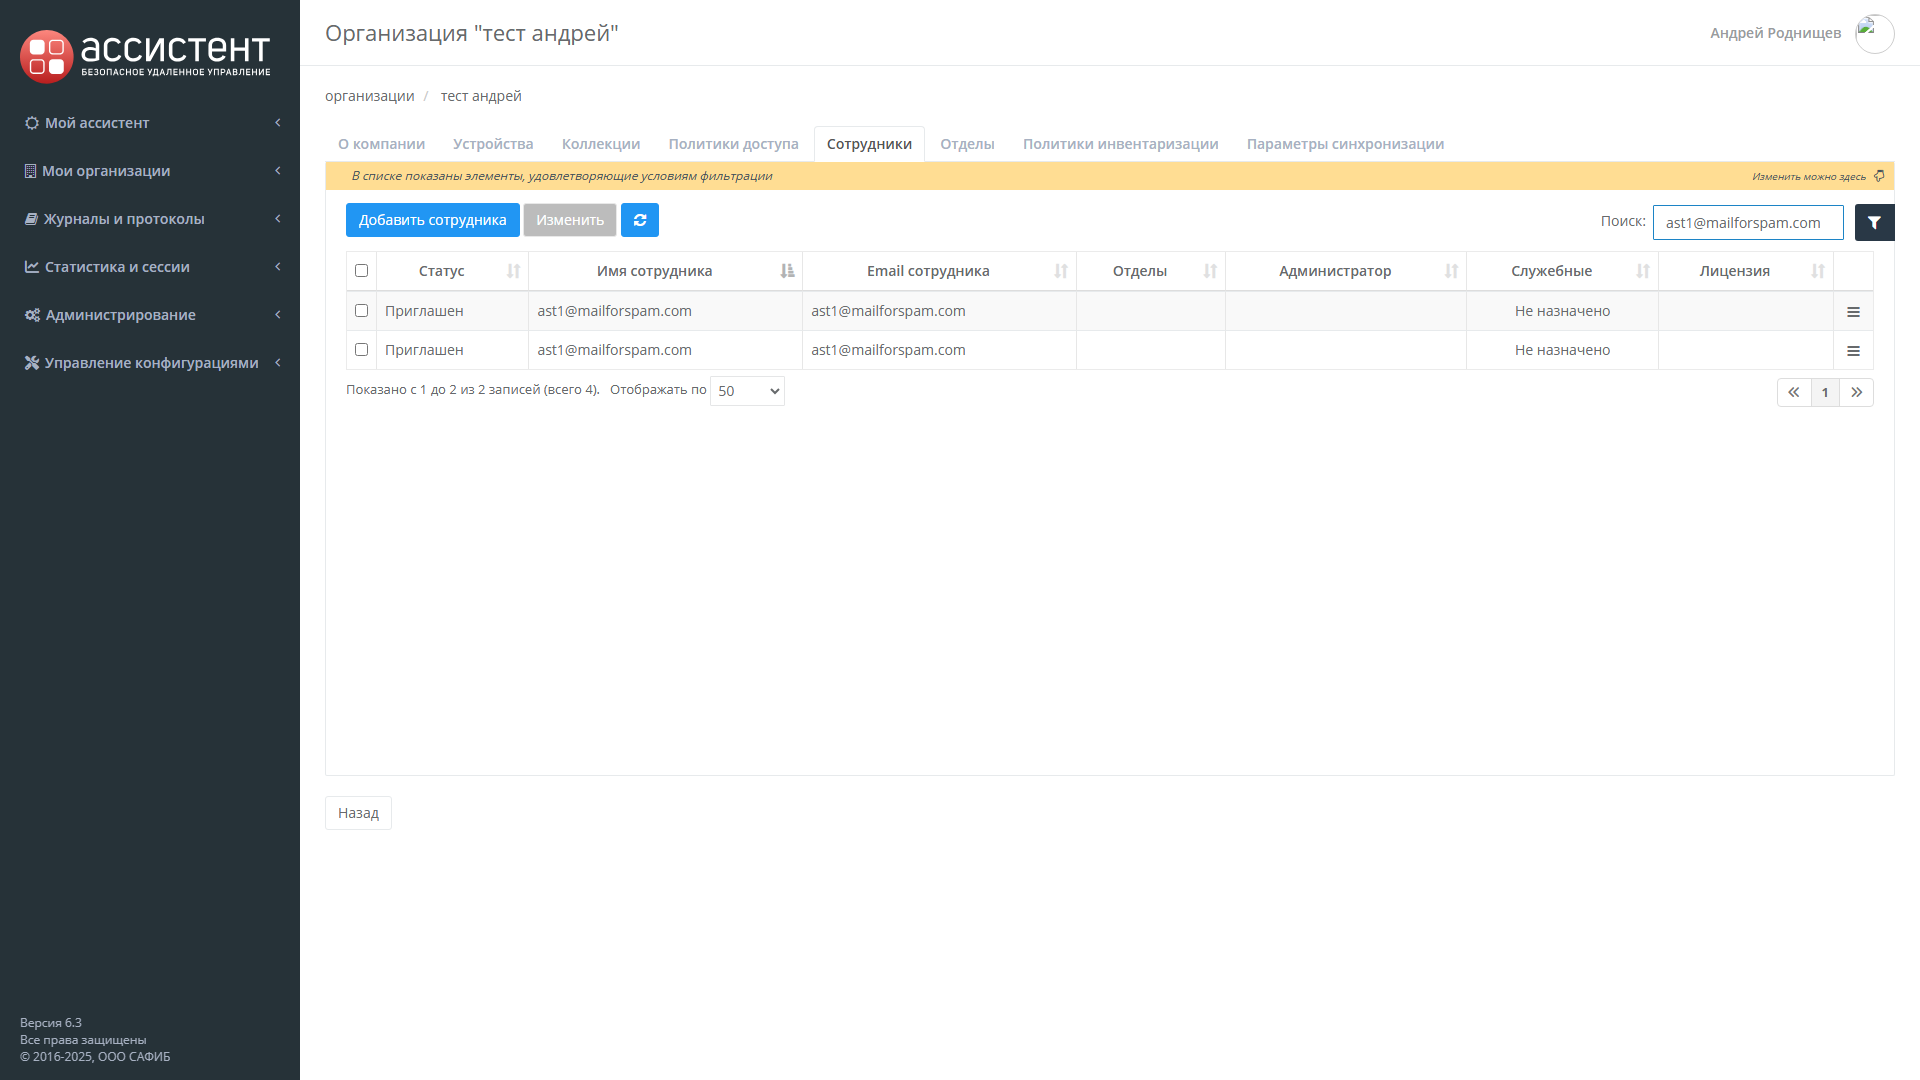 ассистент
БЕЗОПАСНОЕ УДАЛЕННОЕ УПРАВЛЕНИЕ
Мой ассистент
Мои организации
Журналы и протоколы
Статистика и сессии
Администрирование
Управление конфигурациями
Версия 6.3
Все права защищены
© 2016-2025, ООО САФИБ
Организация "тест андрей"
Андрей Роднищев
организации / тест андрей
О компании Устройства Коллекции Политики доступа Сотрудники Отделы Политики инвентаризации Параметры синхронизации
В списке показаны элементы, удовлетворяющие условиям фильтрации Изменить можно здесь
Добавить сотрудника Изменить Поиск: ast1@mailforspam.com
Статус Имя сотрудника Email сотрудника Отделы Администратор Служебные Лицензия
Приглашен ast1@mailforspam.com ast1@mailforspam.com Не назначено
Приглашен ast1@mailforspam.com ast1@mailforspam.com Не назначено
Показано с 1 до 2 из 2 записей (всего 4). Отображать по 50 « 1 »
Назад